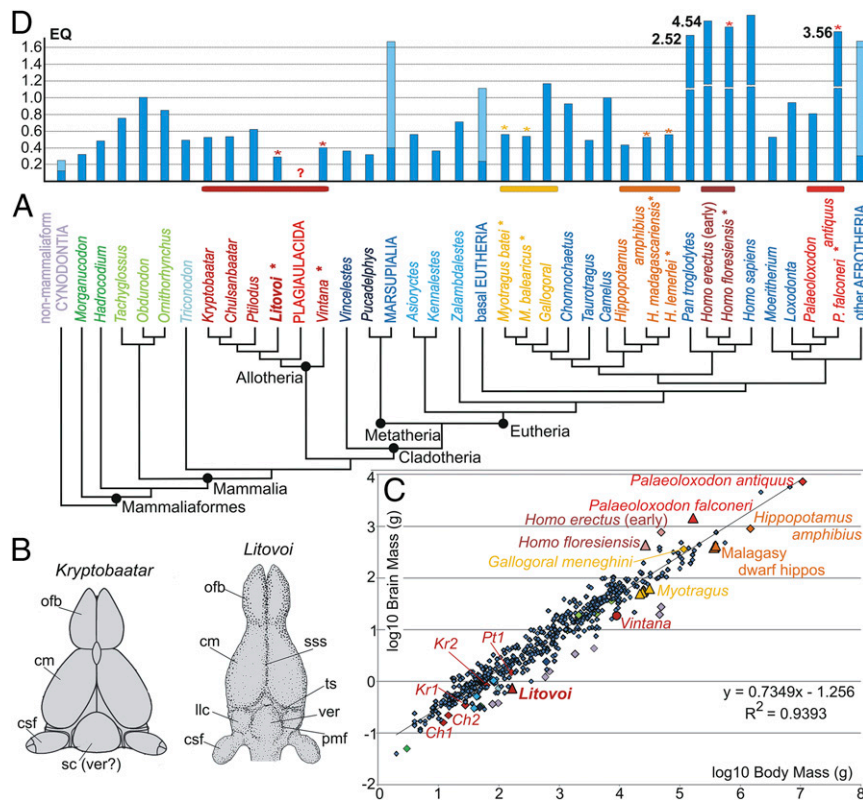 D
EQ
1.6
1.4
1.2
1.0
0.8
0.6
0.4
0.2
*
?
*
*
*
*
*
2.52
4.54
*
3.56
*
A
non-mammaliaform
CYNODONTIA
Morganucodon
Hadrocodium
Tachyglossus
Obdurodon
Ornithorhynchus
Triconodon
Kryptobaatar
Chulsanbaatar
Ptilodus
Litovoi *
PLAGIAULACIDA
Vintana *
Vincelestes
Pucadelphys
MARSUPIALIA
Asioryctes
Kennalestes
Zalambdalestes
basal EUTHERIA
Myotragus batei *
M. balearicus *
Gallogoral
Chonnochaetus
Taurotragus
Camelus
Hippopotamus
amphibius
H. madagascariensis*
H. lemerlei *
Pan troglodytes
Homo erectus (early)
Homo floresiensis *
Homo sapiens
Moeritherium
Loxodonta
Palaeoloxodon
antiquus
P. falconeri *
other AFROTHERIA
Allotheria
Metatheria
Eutheria
Cladotheria
Mammalia
Mammaliaformes
B
Kryptobaatar
ofb
cm
csf
sc (ver?)
Litovoi
ofb
cm
sss
ts
llc
ver
csf
pmf
C
4
3
2
1
0
-1
-2
log10 Brain Mass (g)
Palaeoloxodon antiquus
Palaeoloxodon falconeri
Homo erectus (early)
Homo floresiensis
Gallogoral meneghini
Hippopotamus
amphibius
Malagasy
dwarf hippos
Myotragus
Vintana
Pt1
Kr2
Kr1
Litovoi
Ch2
Ch1
y = 0.7349x - 1.256
R2 = 0.9393
log10 Body Mass (g)
0 1 2 3 4 5 6 7 8